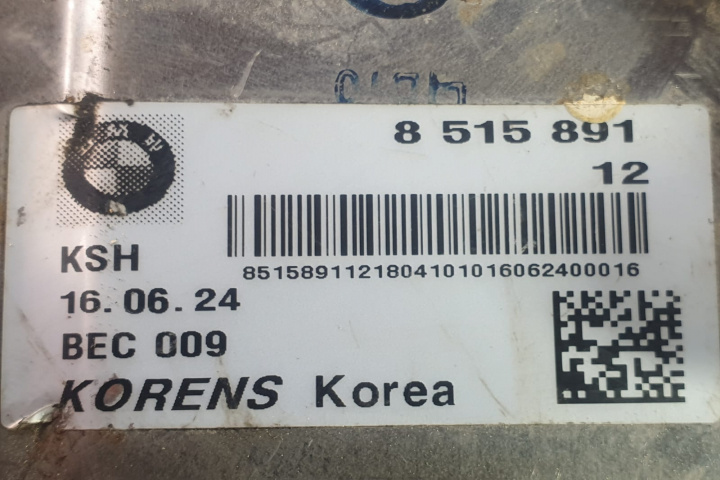 8 515 891
12
8515891121804101016062400016
KSH
16.06.24
BEC 009
KORENS Korea